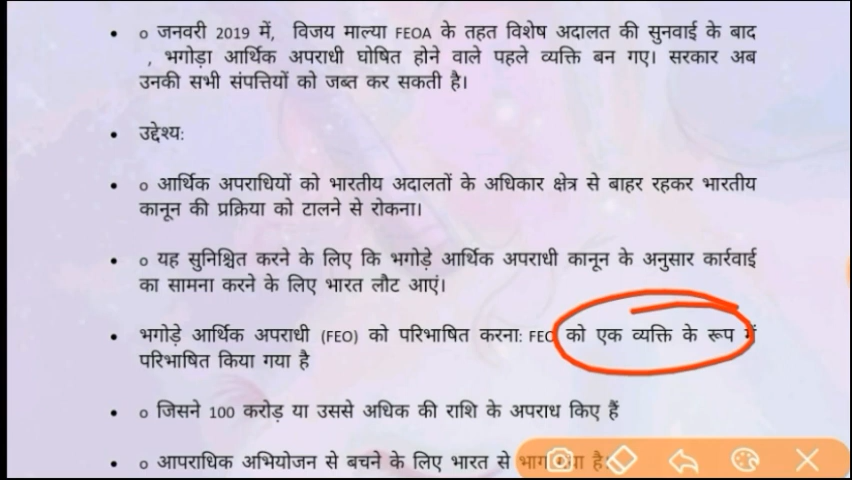 • o जनवरी 2019 में, विजय माल्या FEOA के तहत विशेष अदालत की सुनवाई के बाद
, भगोड़ा आर्थिक अपराधी घोषित होने वाले पहले व्यक्ति बन गए। सरकार अब
उनकी सभी संपत्तियों को जब्त कर सकती है।
• उद्देश्य:
• o आर्थिक अपराधियों को भारतीय अदालतों के अधिकार क्षेत्र से बाहर रहकर भारतीय
कानून की प्रक्रिया को टालने से रोकना।
• o यह सुनिश्चित करने के लिए कि भगोड़े आर्थिक अपराधी कानून के अनुसार कार्रवाई
का सामना करने के लिए भारत लौट आएं।
• भगोड़े आर्थिक अपराधी (FEO) को परिभाषित करना: FEO को एक व्यक्ति के रूप में
परिभाषित किया गया है
• o जिसने 100 करोड़ या उससे अधिक की राशि के अपराध किए हैं
• o आपराधिक अभियोजन से बचने के लिए भारत से भाग है।